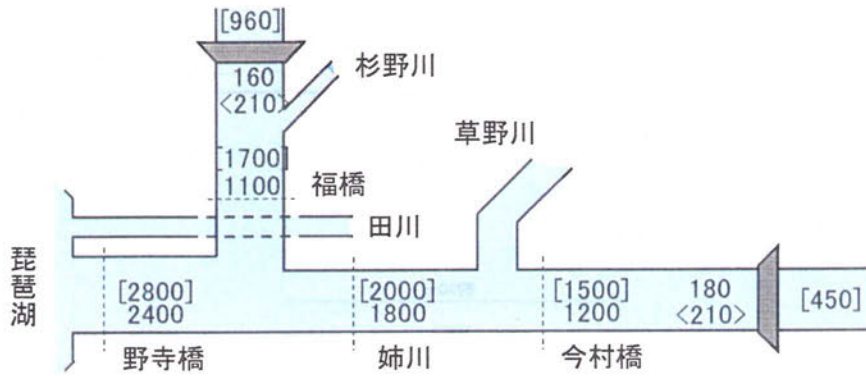 [960]
160
<210>
杉野川
草野川
[1700]
1100
福橋
田川
琵琶湖
[2800]
2400
[2000]
1800
[1500]
1200
180
<210>
[450]
野寺橋
姉川
今村橋